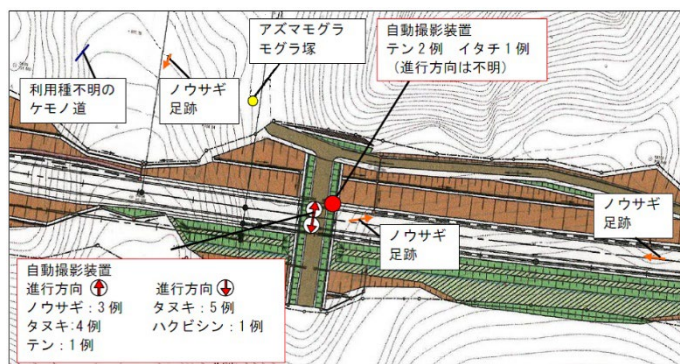 アズマモグラ
モグラ塚
自動撮影装置
テン2例　イタチ1例
（進行方向は不明）
利用種不明の
ケモノ道
ノウサギ
足跡
ノウサギ
足跡
ノウサギ
足跡
自動撮影装置
進行方向　進行方向
ノウサギ：3例　タヌキ：5例
タヌキ:4例　ハクビシン：1例
テン：1例